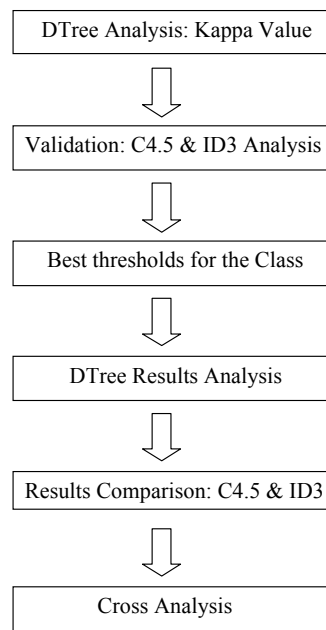 DTree Analysis: Kappa Value
Validation: C4.5 & ID3 Analysis
Best thresholds for the Class
DTree Results Analysis
Results Comparison: C4.5 & ID3
Cross Analysis